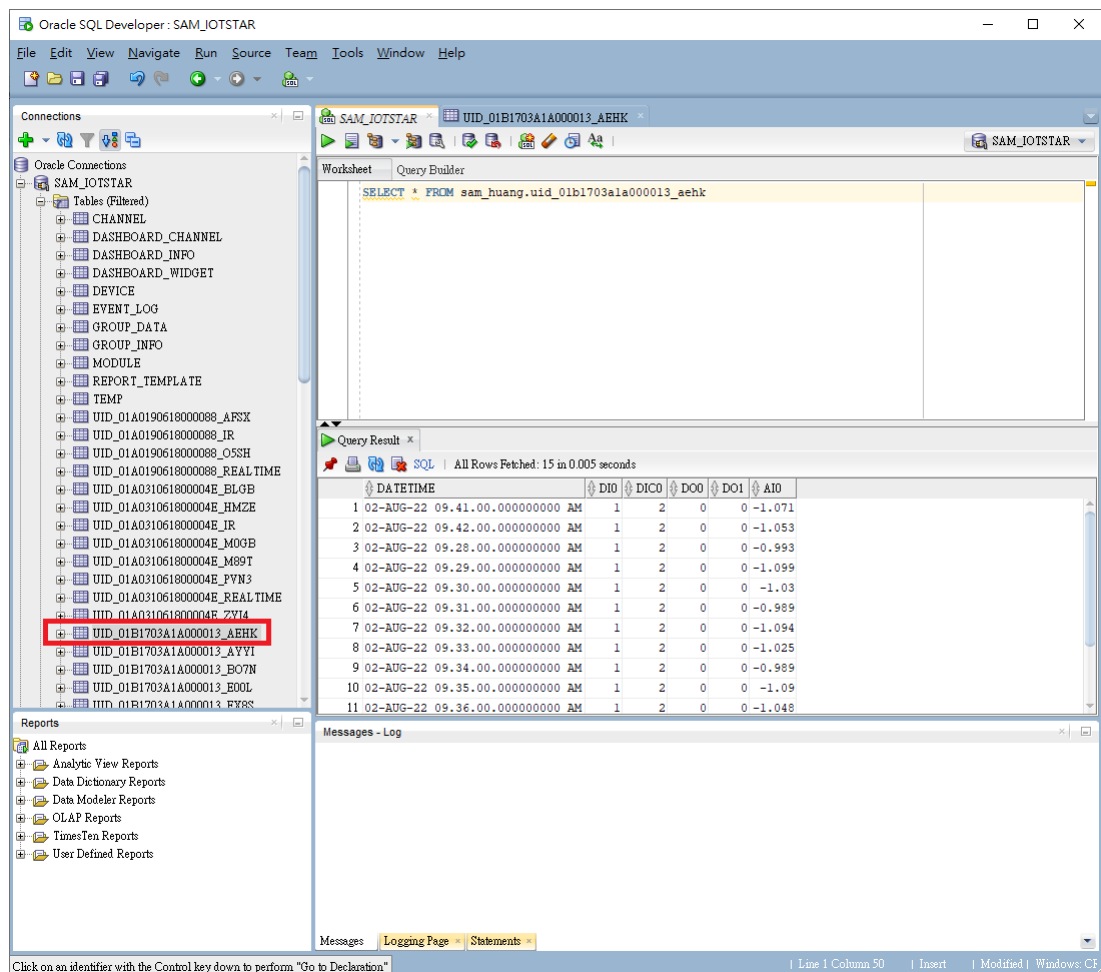 Oracle SQL Developer : SAM_IOTSTAR
File Edit View Navigate Run Source Team Tools Window Help
Connections
Oracle Connections
SAM_IOTSTAR
Tables (Filtered)
CHANNEL
DASHBOARD_CHANNEL
DASHBOARD_INFO
DASHBOARD_WIDGET
DEVICE
EVENT_LOG
GROUP_DATA
GROUP_INFO
MODULE
REPORT_TEMPLATE
TEMP
UID_01A0190618000088_AFSX
UID_01A0190618000088_IR
UID_01A0190618000088_O5SH
UID_01A0190618000088_REALTIME
UID_01A031061800004E_BLGB
UID_01A031061800004E_HMZE
UID_01A031061800004E_IR
UID_01A031061800004E_M0GB
UID_01A031061800004E_M89T
UID_01A031061800004E_PVN3
UID_01A031061800004E_REALTIME
UID_01A031061800004E_ZYI4
UID_01B1703A1A000013_AEHK
UID_01B1703A1A000013_AYYI
UID_01B1703A1A000013_BO7N
UID_01B1703A1A000013_E00L
UID_01B1703A1A000013_EX8S
Reports
All Reports
Analytic View Reports
Data Dictionary Reports
Data Modeler Reports
OLAP Reports
TimesTen Reports
User Defined Reports
SAM_IOTSTAR UID_01B1703A1A000013_AEHK
SAM_IOTSTAR
Worksheet Query Builder
SELECT * FROM sam_huang.uid_01b1703a1a000013_aehk
Query Result
SQL | All Rows Fetched: 15 in 0.005 seconds
DATETIME DI0 DIC0 DO0 DO1 AI0
1 02-AUG-22 09.41.00.000000000 AM 1 2 0 0 -1.071
2 02-AUG-22 09.42.00.000000000 AM 1 2 0 0 -1.053
3 02-AUG-22 09.28.00.000000000 AM 1 2 0 0 -0.993
4 02-AUG-22 09.29.00.000000000 AM 1 2 0 0 -1.099
5 02-AUG-22 09.30.00.000000000 AM 1 2 0 0 -1.03
6 02-AUG-22 09.31.00.000000000 AM 1 2 0 0 -0.989
7 02-AUG-22 09.32.00.000000000 AM 1 2 0 0 -1.094
8 02-AUG-22 09.33.00.000000000 AM 1 2 0 0 -1.025
9 02-AUG-22 09.34.00.000000000 AM 1 2 0 0 -0.989
10 02-AUG-22 09.35.00.000000000 AM 1 2 0 0 -1.09
11 02-AUG-22 09.36.00.000000000 AM 1 2 0 0 -1.048
Messages - Log
Messages Logging Page Statements
Click on an identifier with the Control key down to perform "Go to Declaration" | Line 1 Column 50 | Insert | Modified | Windows: CF